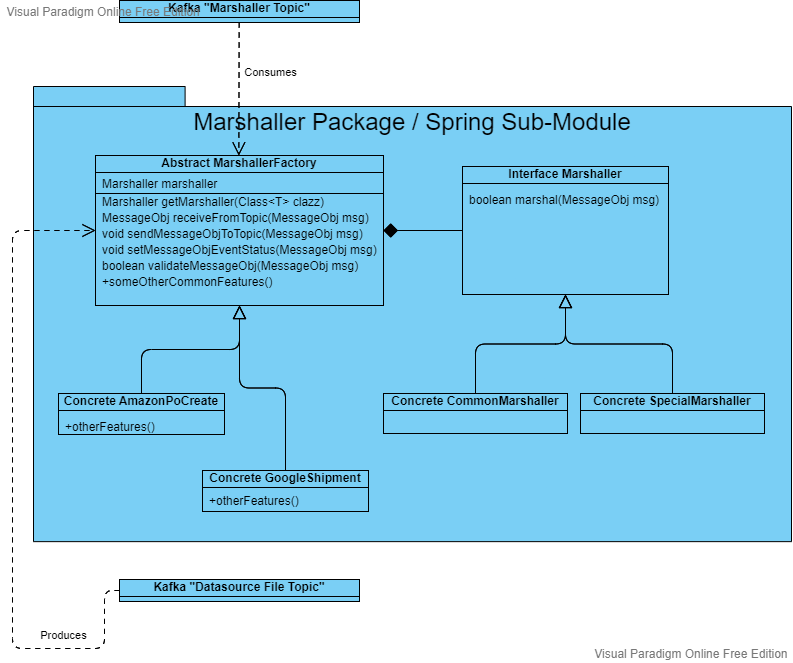 Visual Paradigm Online Free Edition
Kafka "Marshaller Topic"
Consumes
Marshaller Package / Spring Sub-Module
Abstract MarshallerFactory
Marshaller marshaller
Marshaller getMarshaller(Class<T> clazz)
MessageObj receiveFromTopic(MessageObj msg)
void sendMessageObjToTopic(MessageObj msg)
void setMessageObjEventStatus(MessageObj msg)
boolean validateMessageObj(MessageObj msg)
+someOtherCommonFeatures()
Interface Marshaller
boolean marshal(MessageObj msg)
Concrete AmazonPoCreate
+otherFeatures()
Concrete GoogleShipment
+otherFeatures()
Concrete CommonMarshaller
Concrete SpecialMarshaller
Kafka "Datasource File Topic"
Produces
Visual Paradigm Online Free Edition